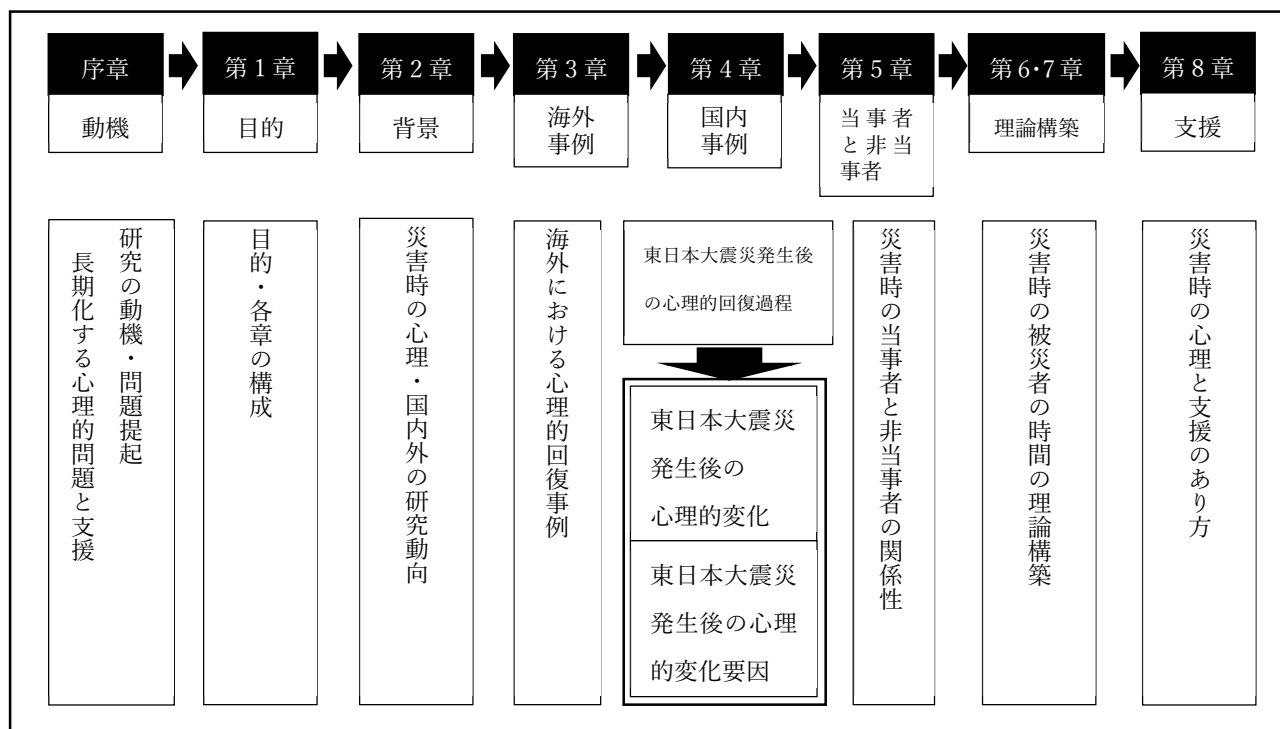 序章
第1章
第2章
第3章
第4章
第5章
第6・7章
第8章
動機
目的
背景
海外
事例
国内
事例
当事者
と非当
事者
理論構築
支援
研究の動機・問題提起
長期化する心理的問題と支援
目的・各章の構成
災害時の心理・国内外の研究動向
海外における心理的回復事例
東日本大震災発生後
の心理的回復過程
東日本大震災
発生後の
心理的変化
東日本大震災
発生後の心理
的変化要因
災害時の当事者と非当事者の関係性
災害時の被災者の時間の理論構築
災害時の心理と支援のあり方